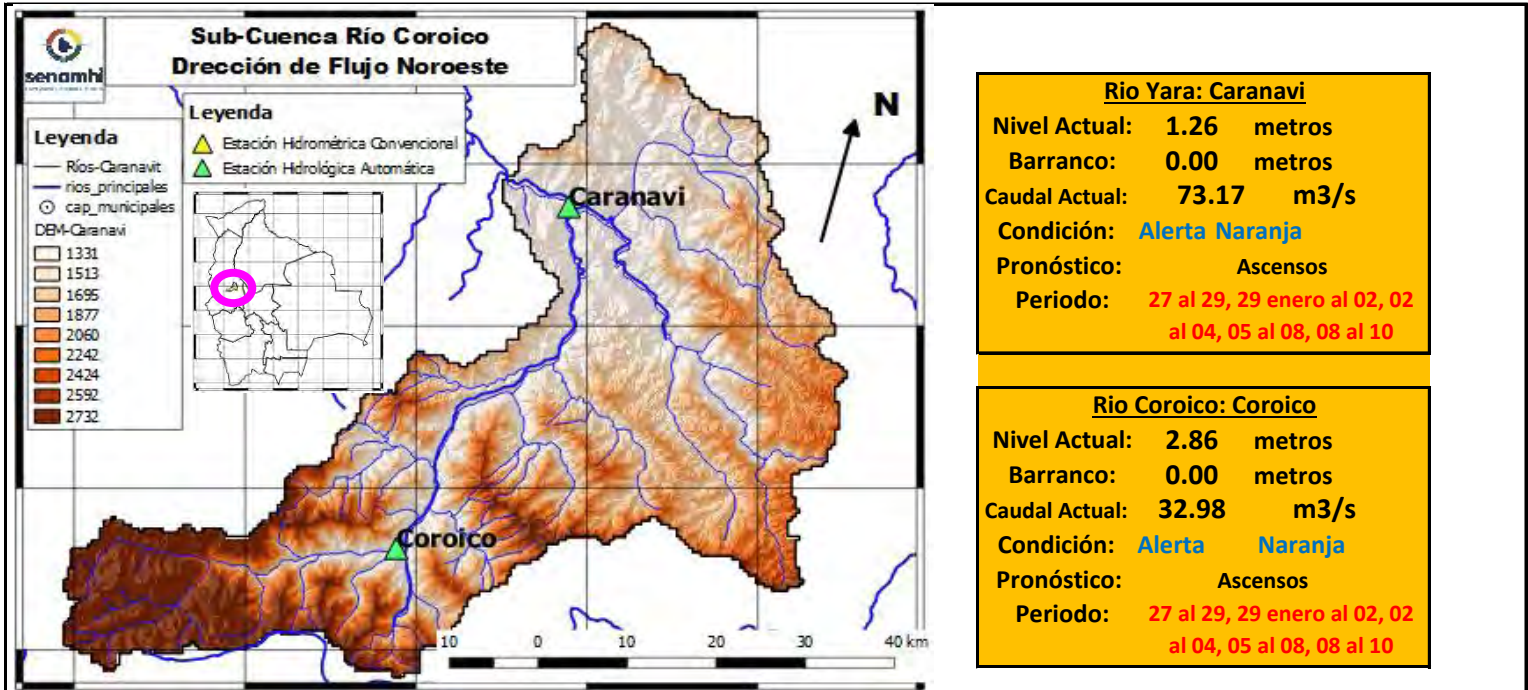 senamhi
Sub-Cuenca Río Coroico
Drección de Flujo Noroeste
Leyenda
Estación Hidrométrica Convencional
Estación Hidrológica Automática
Leyenda
Ríos-Caranavit
rios_principales
cap_municipales
DEM-Caranavi
1331
1513
1695
1877
2060
2242
2424
2592
2732
N
Caranavi
Coroico
10 0 10 20 30 40 km
Rio Yara: Caranavi
Nivel Actual: 1.26 metros
Barranco: 0.00 metros
Caudal Actual: 73.17 m3/s
Condición: Alerta Naranja
Pronóstico: Ascensos
Periodo: 27 al 29, 29 enero al 02, 02
al 04, 05 al 08, 08 al 10
Rio Coroico: Coroico
Nivel Actual: 2.86 metros
Barranco: 0.00 metros
Caudal Actual: 32.98 m3/s
Condición: Alerta Naranja
Pronóstico: Ascensos
Periodo: 27 al 29, 29 enero al 02, 02
al 04, 05 al 08, 08 al 10